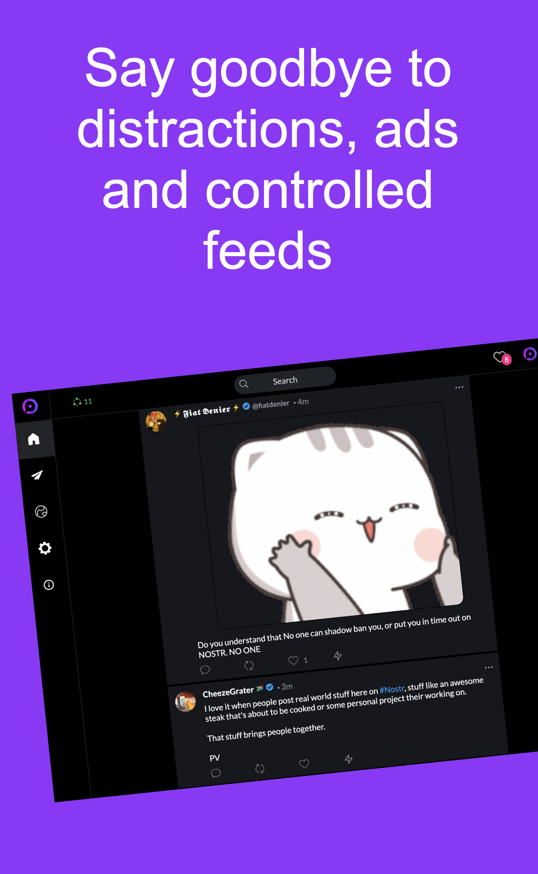 Say goodbye to
distractions, ads
and controlled
feeds
8
11
Search
⚡ 𝕱𝖎𝖆𝖙 𝕯𝖊𝖓𝖎𝖊𝖗 ⚡ @fiatdenier · 4m
Do you understand that No one can shadow ban you, or put you in time out on
NOSTR. NO ONE
1
CheezeGrater 🇿🇦 · 3m
I love it when people post real world stuff here on #Nostr, stuff like an awesome
steak that's about to be cooked or some personal project their working on.
That stuff brings people together.
PV